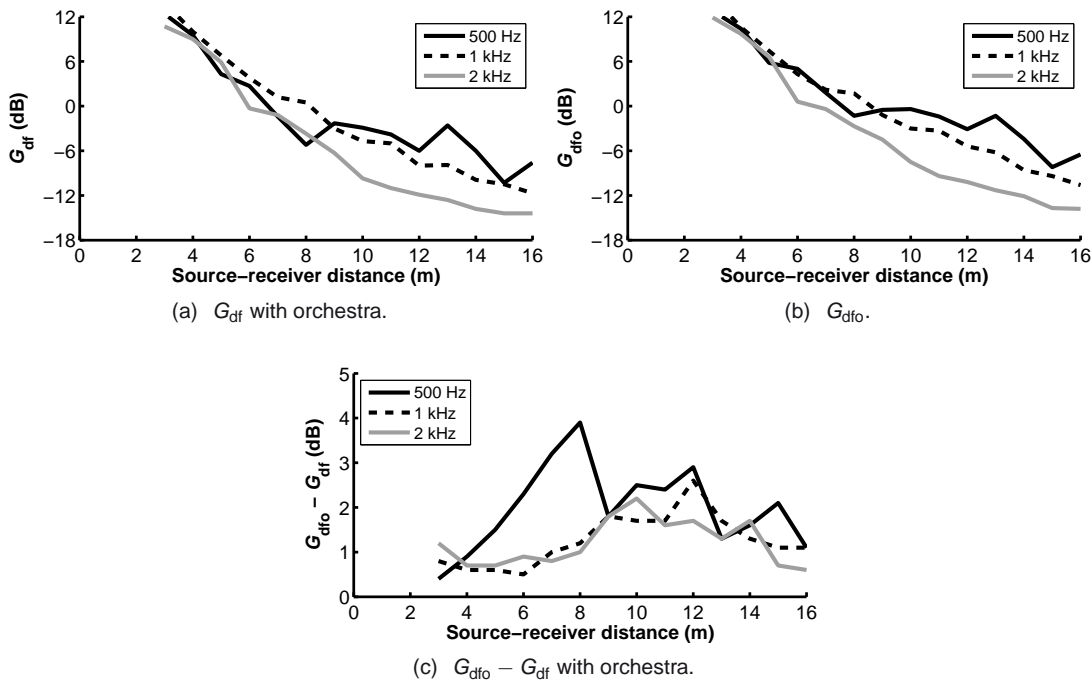 12
6
0
−6
−12
−18
G_df (dB)
500 Hz
1 kHz
2 kHz
0 2 4 6 8 10 12 14 16
Source−receiver distance (m)
(a) G_df with orchestra.
12
6
0
−6
−12
−18
G_dfo (dB)
500 Hz
1 kHz
2 kHz
0 2 4 6 8 10 12 14 16
Source−receiver distance (m)
(b) G_dfo.
5
4
3
2
1
0
G_dfo − G_df (dB)
500 Hz
1 kHz
2 kHz
0 2 4 6 8 10 12 14 16
Source−receiver distance (m)
(c) G_dfo − G_df with orchestra.